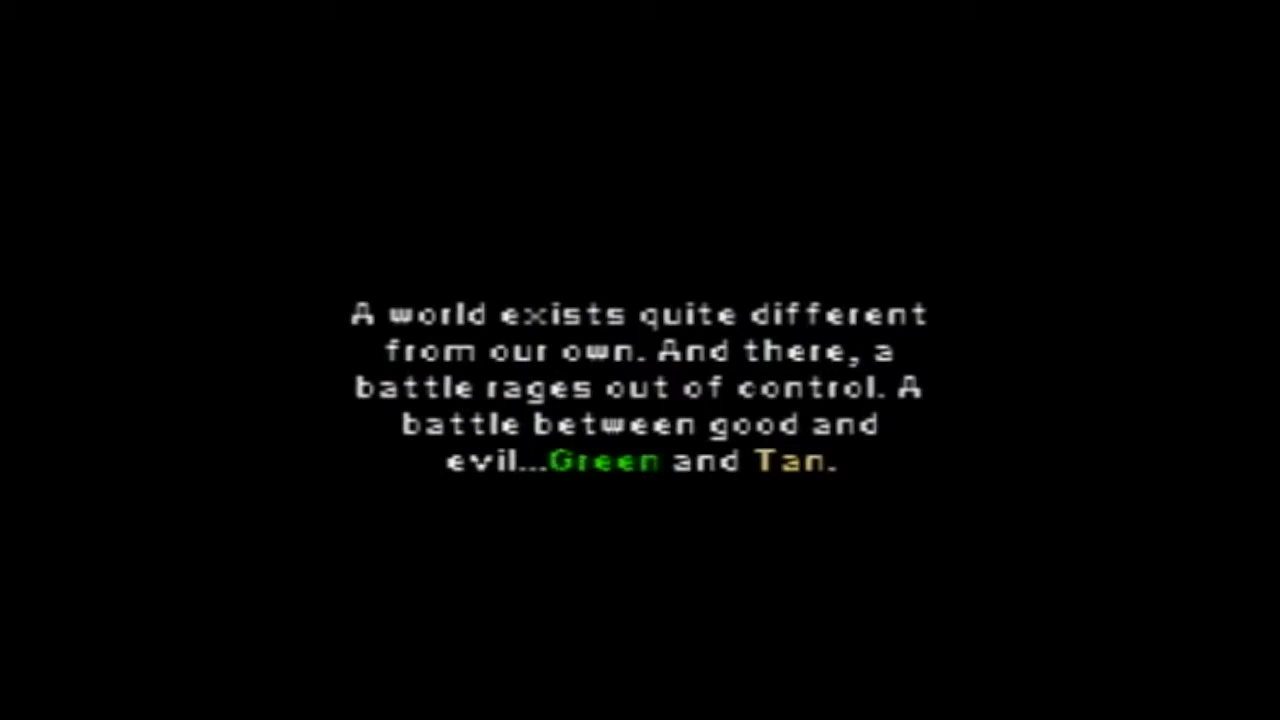 A world exists quite different
from our own. And there, a
battle rages out of control. A
battle between good and
evil...Green and Tan.